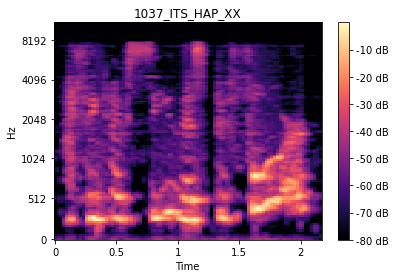 1037_ITS_HAP_XX
8192
4096
2048
1024
512
0
Hz
0
0.5
1
1.5
2
Time
-10 dB
-20 dB
-30 dB
-40 dB
-50 dB
-60 dB
-70 dB
-80 dB